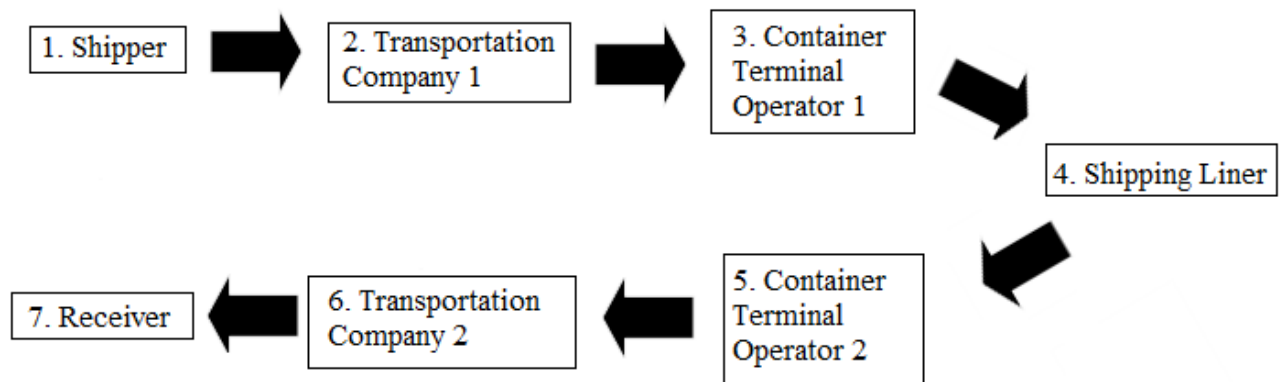 1. Shipper
2. Transportation
Company 1
3. Container
Terminal
Operator 1
4. Shipping Liner
5. Container
Terminal
Operator 2
6. Transportation
Company 2
7. Receiver